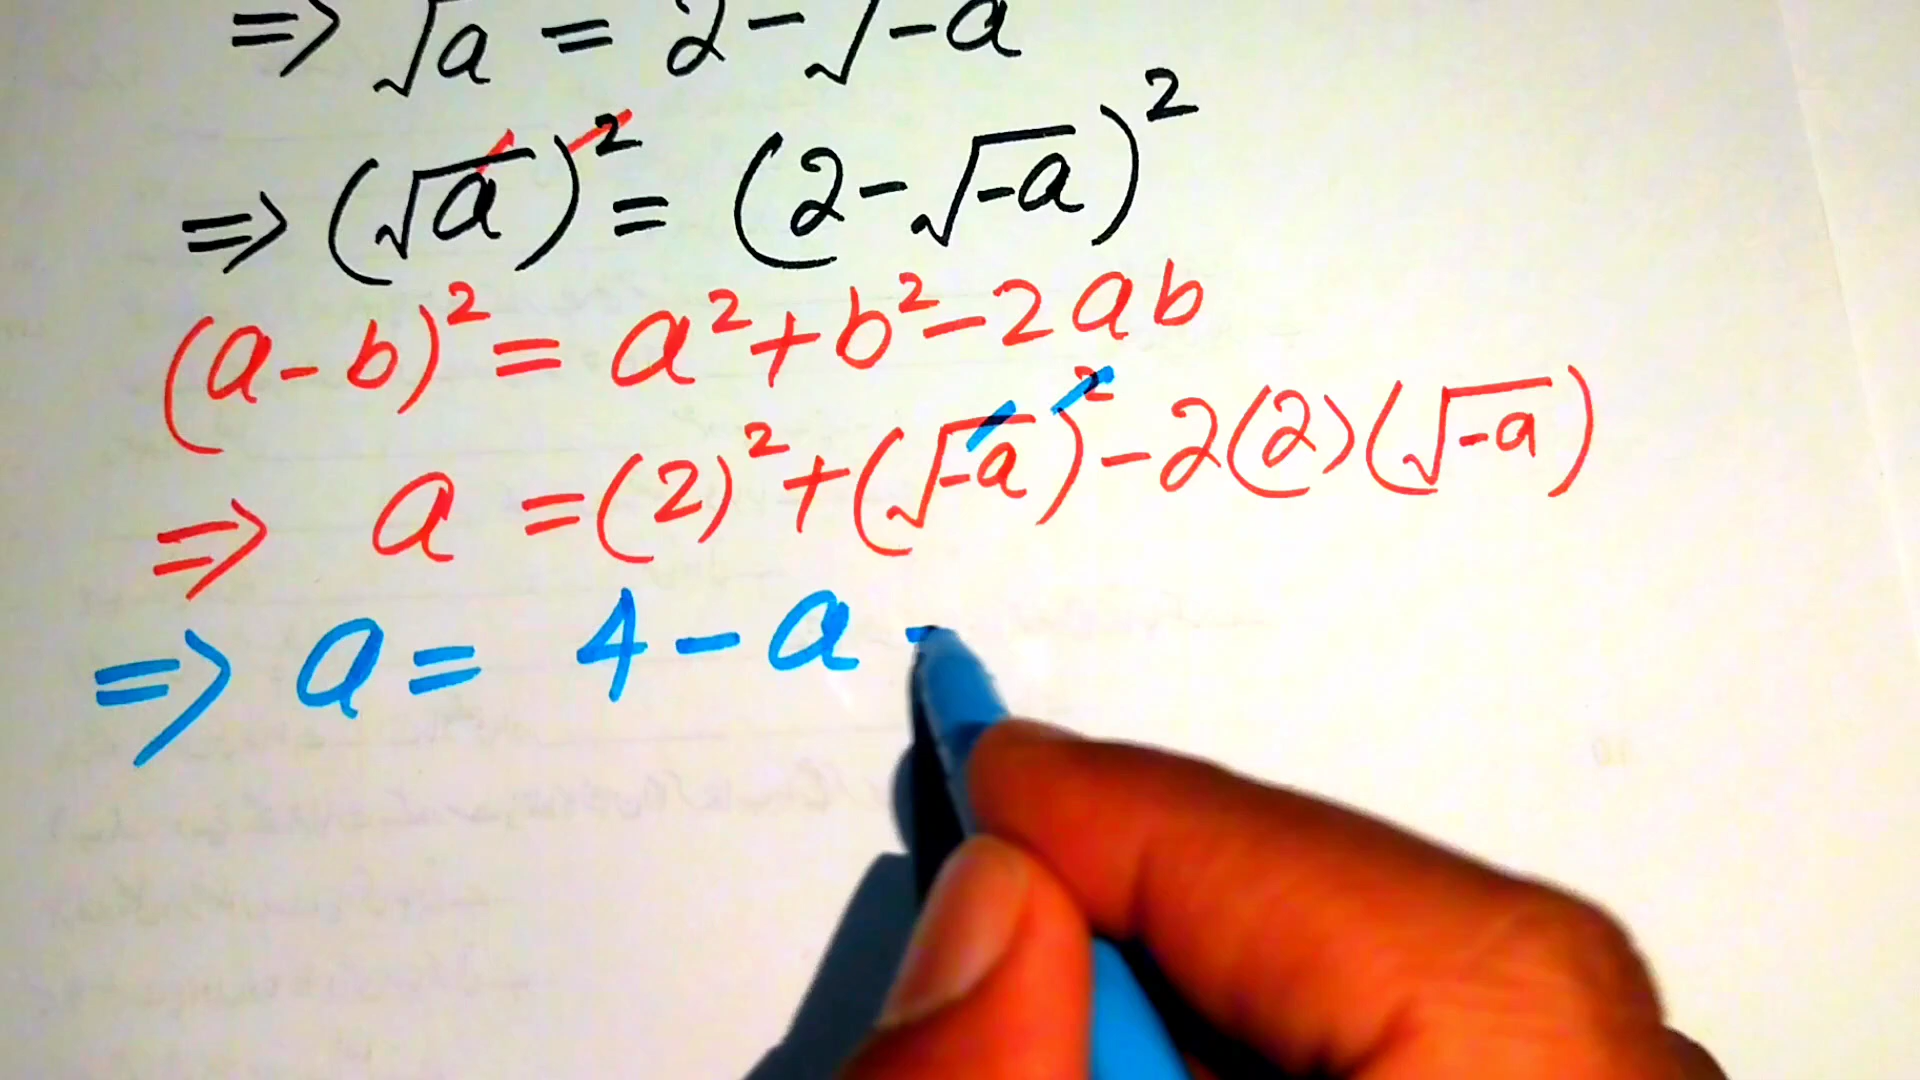 ⇒ √a = 2 - √-a
⇒ (√a)² = (2 - √-a)²
(a - b)² = a² + b² - 2ab
⇒ a = (2)² + (√-a)² - 2(2)(√-a)
⇒ a = 4 - a -